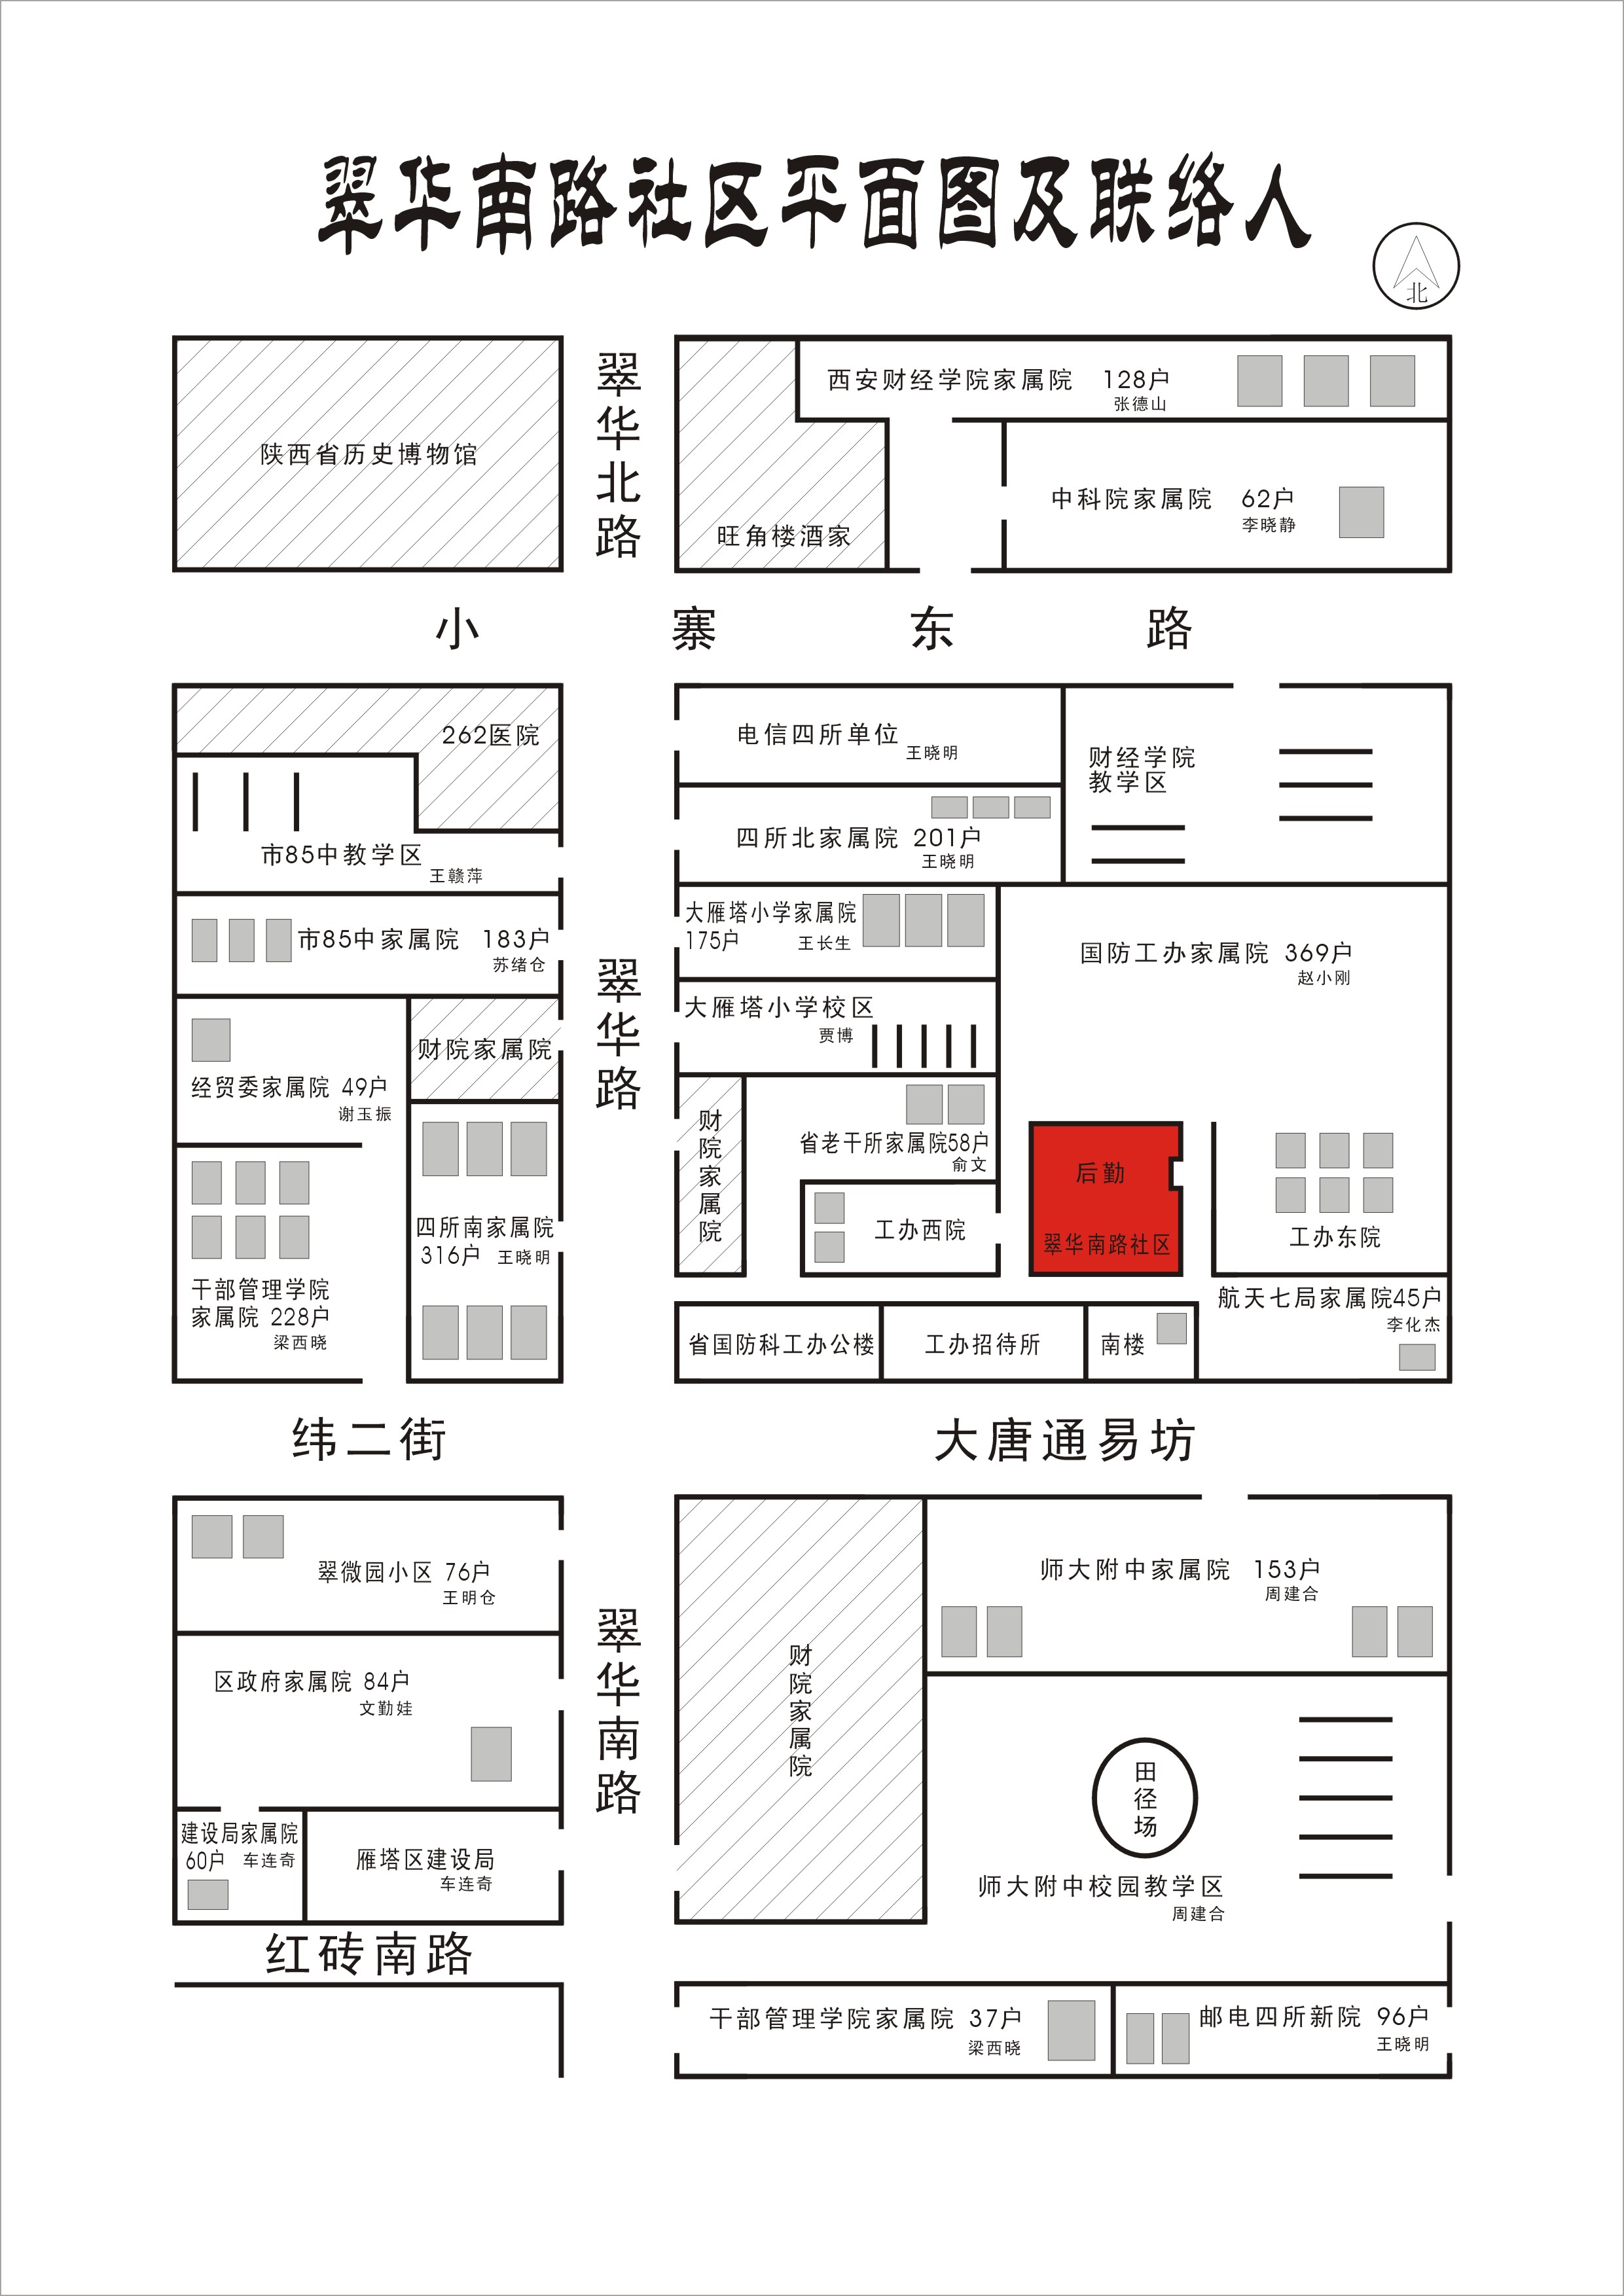 翠华南路社区平面图及联络人
北
陕西省历史博物馆
翠华北路
旺角楼酒家
西安财经学院家属院 128户
张德山
中科院家属院 62户
李晓静
小寨东路
262医院
市85中教学区
王赣萍
市85中家属院 183户
苏绪仓
财院家属院
经贸委家属院 49户
谢玉振
四所南家属院
316户 王晓明
干部管理学院
家属院 228户
梁西晓
翠华路
电信四所单位
王晓明
财经学院
教学区
四所北家属院 201户
王晓明
大雁塔小学家属院
175户 王长生
国防工办家属院 369户
赵小刚
大雁塔小学校区
贾博
财院家属院
省老干所家属院58户
俞文
工办西院
后勤
翠华南路社区
工办东院
航天七局家属院45户
李化杰
省国防科工办公楼
工办招待所
南楼
纬二街
大唐通易坊
翠微园小区 76户
王明仓
区政府家属院 84户
文勤娃
建设局家属院
60户 车连奇
雁塔区建设局
车连奇
翠华南路
财院家属院
师大附中家属院 153户
周建合
田径场
师大附中校园教学区
周建合
红砖南路
干部管理学院家属院 37户
梁西晓
邮电四所新院 96户
王晓明